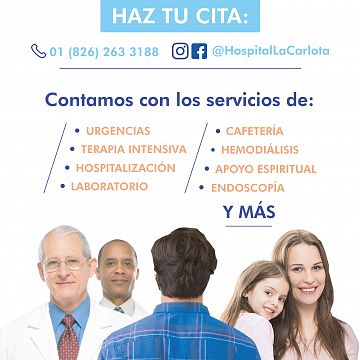 HAZ TU CITA:
01 (826) 263 3188 @HospitalLaCarlota
Contamos con los servicios de:
• URGENCIAS
• TERAPIA INTENSIVA
• HOSPITALIZACIÓN
• LABORATORIO
• CAFETERÍA
• HEMODIÁLISIS
• APOYO ESPIRITUAL
• ENDOSCOPÍA
Y MÁS